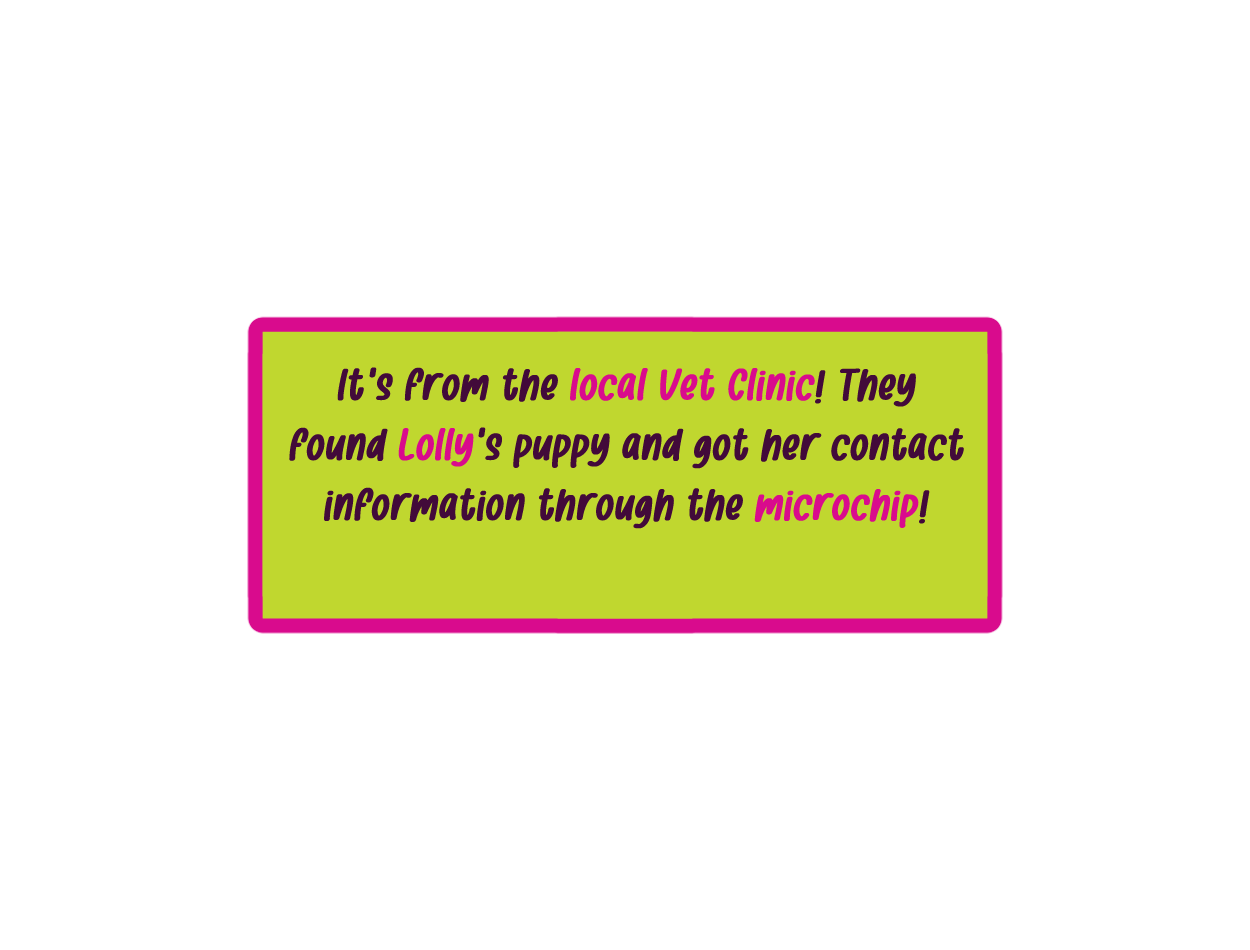 It's from the local Vet Clinic! They
found Lolly's puppy and got her contact
information through the microchip!